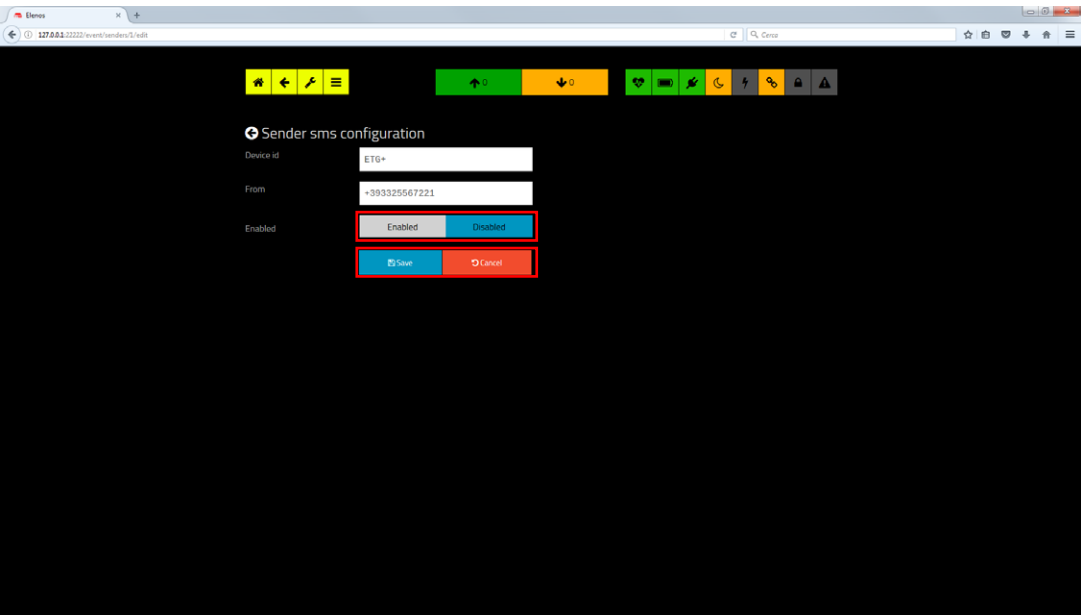 Elenos
127.0.0.1:22222/event/senders/1/edit
Cerca
0
0
Sender sms configuration
Device id
ETG+
From
+393325567221
Enabled
Enabled
Disabled
Save
Cancel